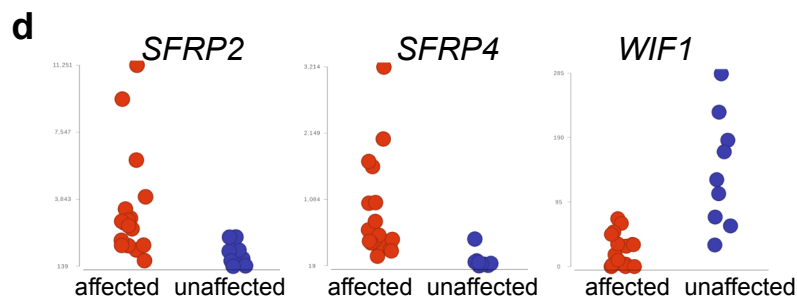 d
SFRP2
SFRP4
WIF1
11,251
7,547
3,843
139
3,214
2,149
1,084
19
285
190
95
0
affected unaffected
affected unaffected
affected unaffected